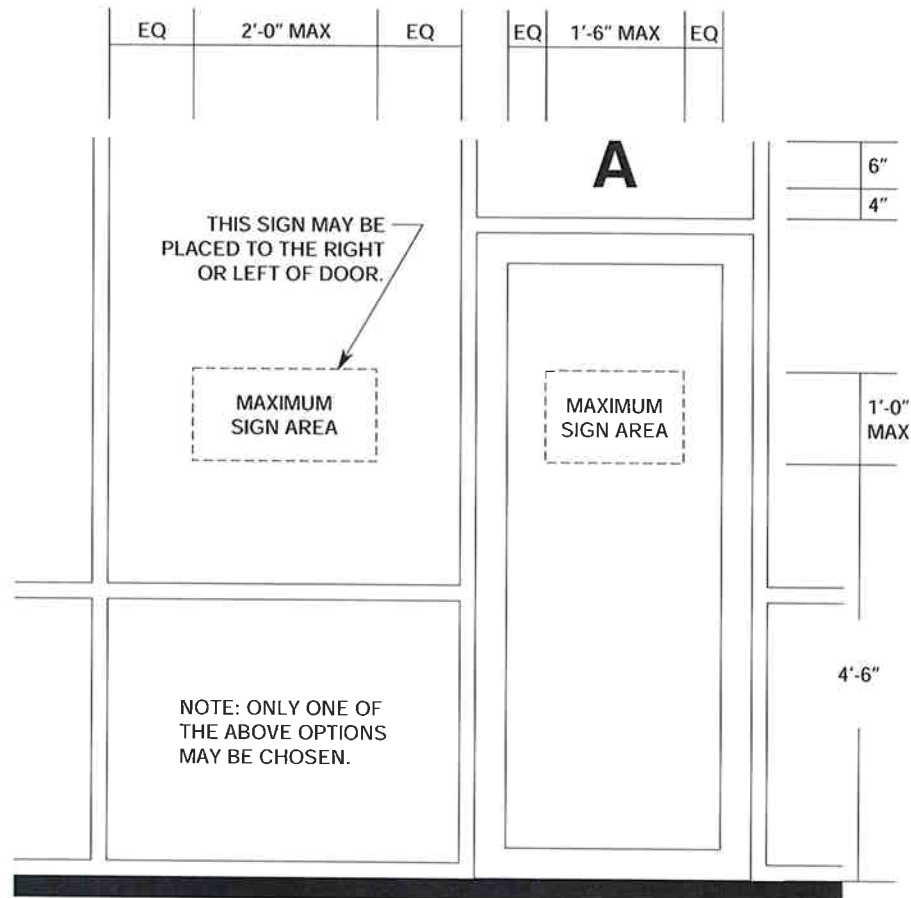 EQ 2'-0" MAX EQ EQ 1'-6" MAX EQ
A
6"
4"
THIS SIGN MAY BE
PLACED TO THE RIGHT
OR LEFT OF DOOR.
MAXIMUM
SIGN AREA
MAXIMUM
SIGN AREA
1'-0"
MAX
4'-6"
NOTE: ONLY ONE OF
THE ABOVE OPTIONS
MAY BE CHOSEN.